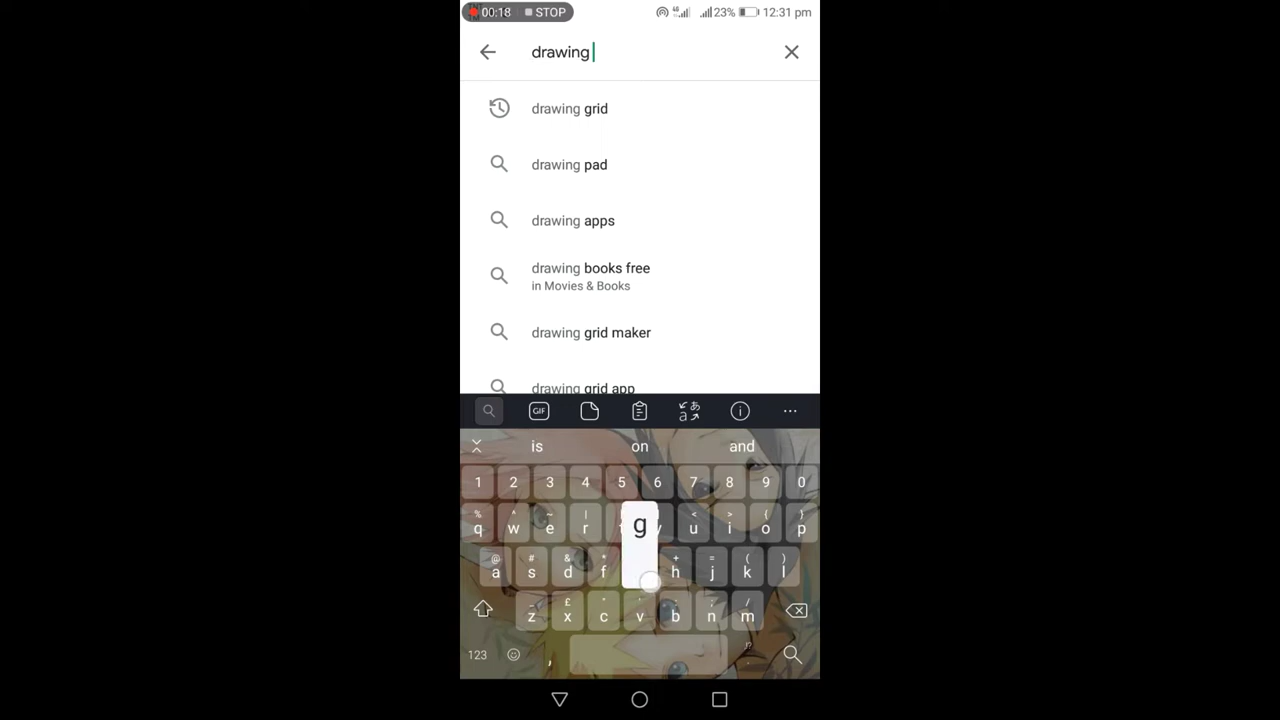 00:18 STOP 23% 12:31 pm
drawing
drawing grid
drawing pad
drawing apps
drawing books free
in Movies & Books
drawing grid maker
drawing grid app
GIF
is on and
1 2 3 4 5 6 7 8 9 0
q w e r u i o p
g
a s d f h j k l
z x c v b n m
123 , .